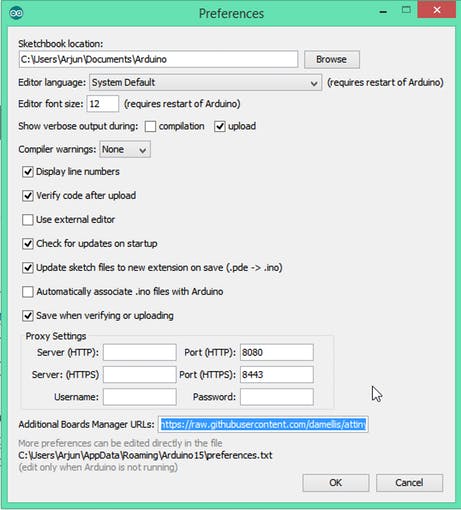 Preferences
Sketchbook location:
C:\Users\Arjun\Documents\Arduino Browse
Editor language: System Default (requires restart of Arduino)
Editor font size: 12 (requires restart of Arduino)
Show verbose output during: compilation upload
Compiler warnings: None
Display line numbers
Verify code after upload
Use external editor
Check for updates on startup
Update sketch files to new extension on save (.pde -> .ino)
Automatically associate .ino files with Arduino
Save when verifying or uploading
Proxy Settings
Server (HTTP): Port (HTTP): 8080
Server: (HTTPS) Port (HTTPS): 8443
Username: Password:
Additional Boards Manager URLs: https://raw.githubusercontent.com/damellis/attiny
More preferences can be edited directly in the file
C:\Users\Arjun\AppData\Roaming\Arduino15\preferences.txt
(edit only when Arduino is not running)
OK Cancel